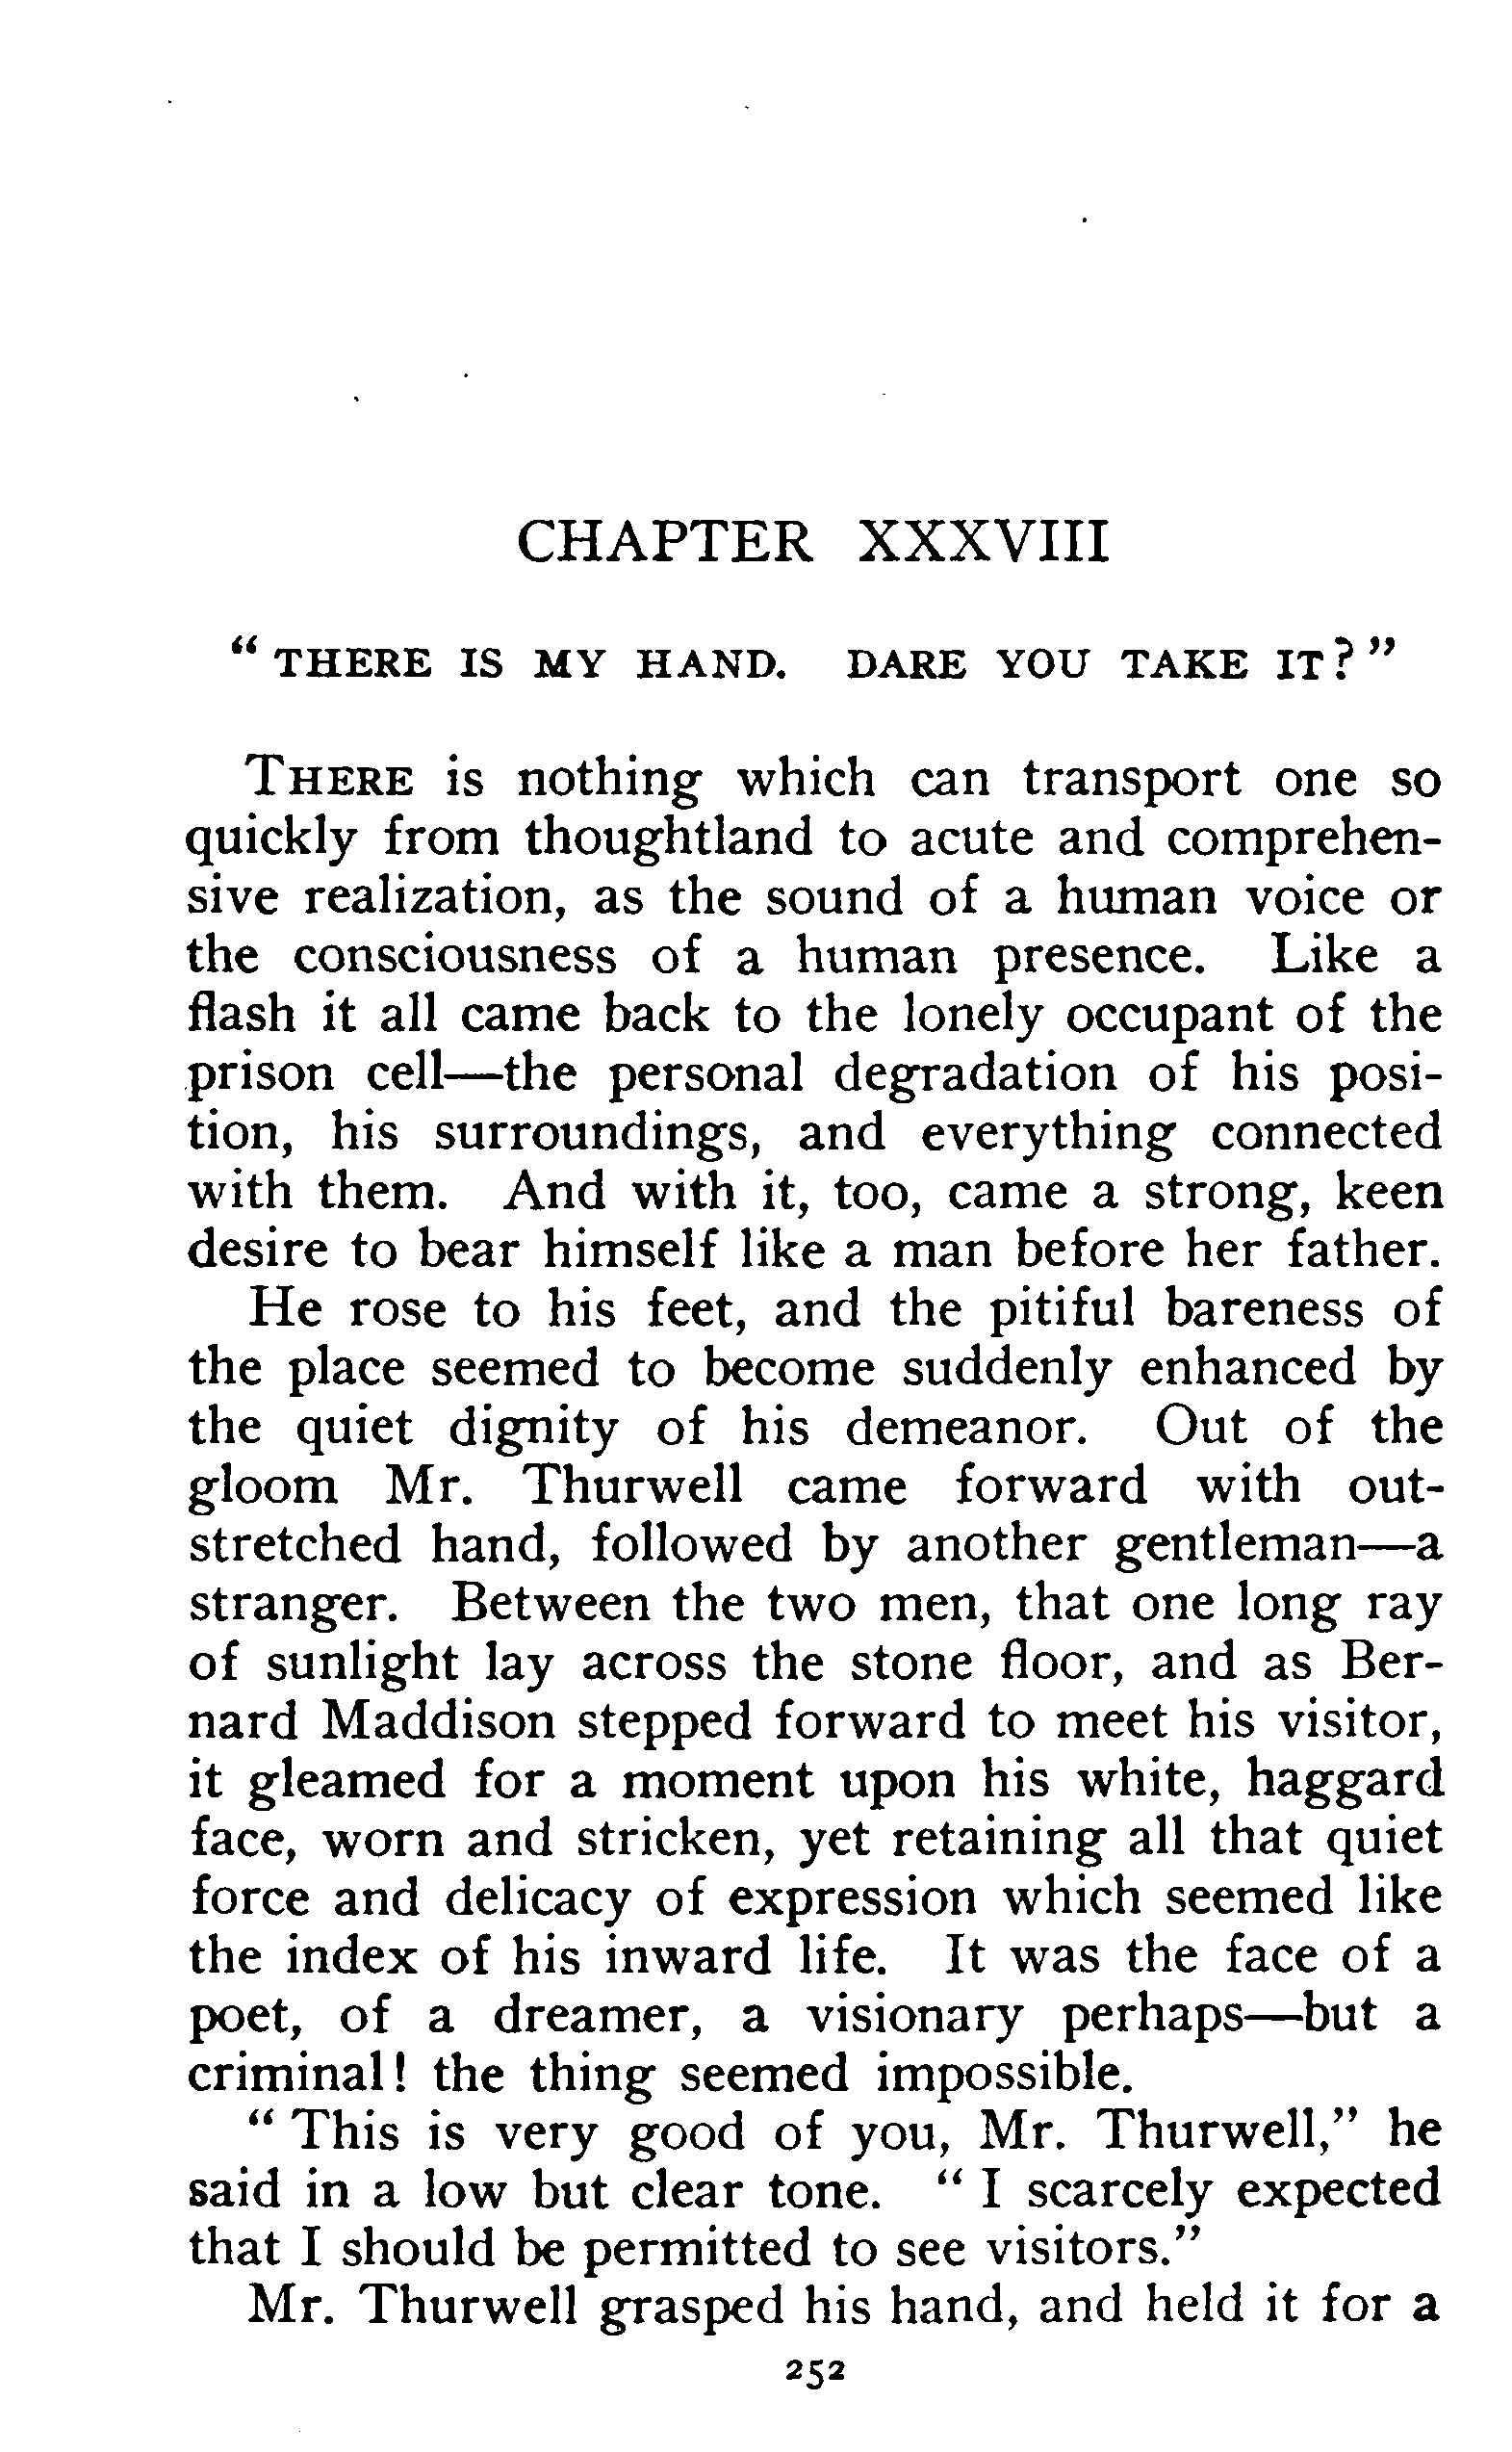 CHAPTER XXXVIII
“ THERE IS MY HAND. DARE YOU TAKE IT? ”
THERE is nothing which can transport one so
quickly from thoughtland to acute and comprehen-
sive realization, as the sound of a human voice or
the consciousness of a human presence. Like a
flash it all came back to the lonely occupant of the
prison cell—the personal degradation of his posi-
tion, his surroundings, and everything connected
with them. And with it, too, came a strong, keen
desire to bear himself like a man before her father.
He rose to his feet, and the pitiful bareness of
the place seemed to become suddenly enhanced by
the quiet dignity of his demeanor. Out of the
gloom Mr. Thurwell came forward with out-
stretched hand, followed by another gentleman—a
stranger. Between the two men, that one long ray
of sunlight lay across the stone floor, and as Ber-
nard Maddison stepped forward to meet his visitor,
it gleamed for a moment upon his white, haggard
face, worn and stricken, yet retaining all that quiet
force and delicacy of expression which seemed like
the index of his inward life. It was the face of a
poet, of a dreamer, a visionary perhaps—but a
criminal! the thing seemed impossible.
“ This is very good of you, Mr. Thurwell,” he
said in a low but clear tone. “ I scarcely expected
that I should be permitted to see visitors.”
Mr. Thurwell grasped his hand, and held it for a
252